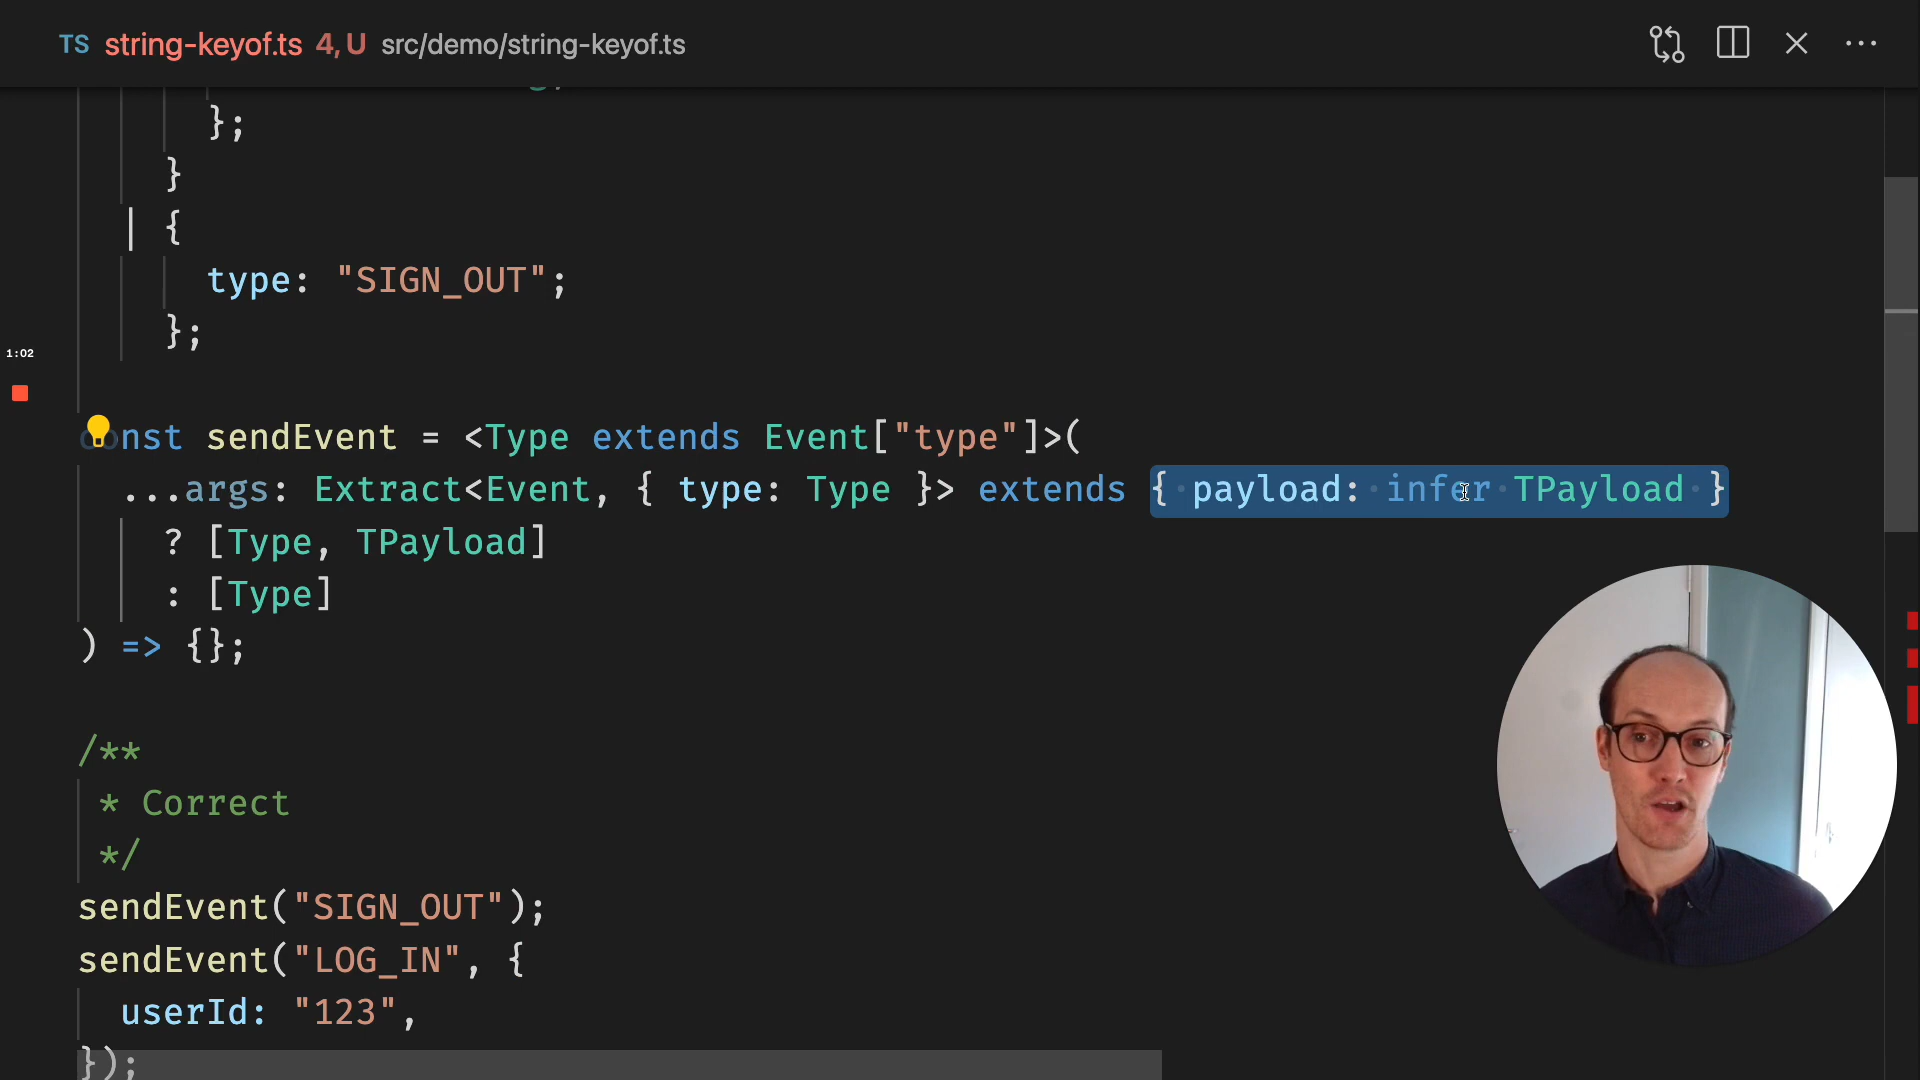 TS string-keyof.ts 4, U src/demo/string-keyof.ts
};
}
| {
type: "SIGN_OUT";
};
1:02
const sendEvent = <Type extends Event["type"]>(
...args: Extract<Event, { type: Type }> extends { payload: infer TPayload }
? [Type, TPayload]
: [Type]
) => {};
/**
* Correct
*/
sendEvent("SIGN_OUT");
sendEvent("LOG_IN", {
userId: "123",
});